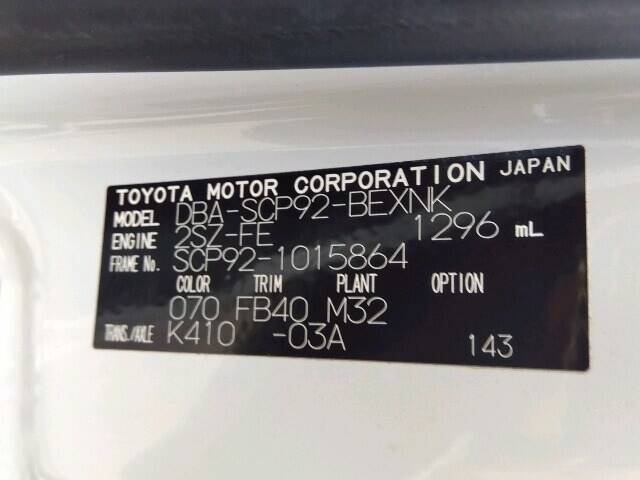 TOYOTA MOTOR CORPORATION JAPAN
MODEL DBA-SCP92-BEXNK
ENGINE 2SZ-FE 1296 mL
FRAME No. SCP92-1015864
COLOR TRIM PLANT OPTION
070 FB40 M32
TRANS./AXLE K410 -03A 143